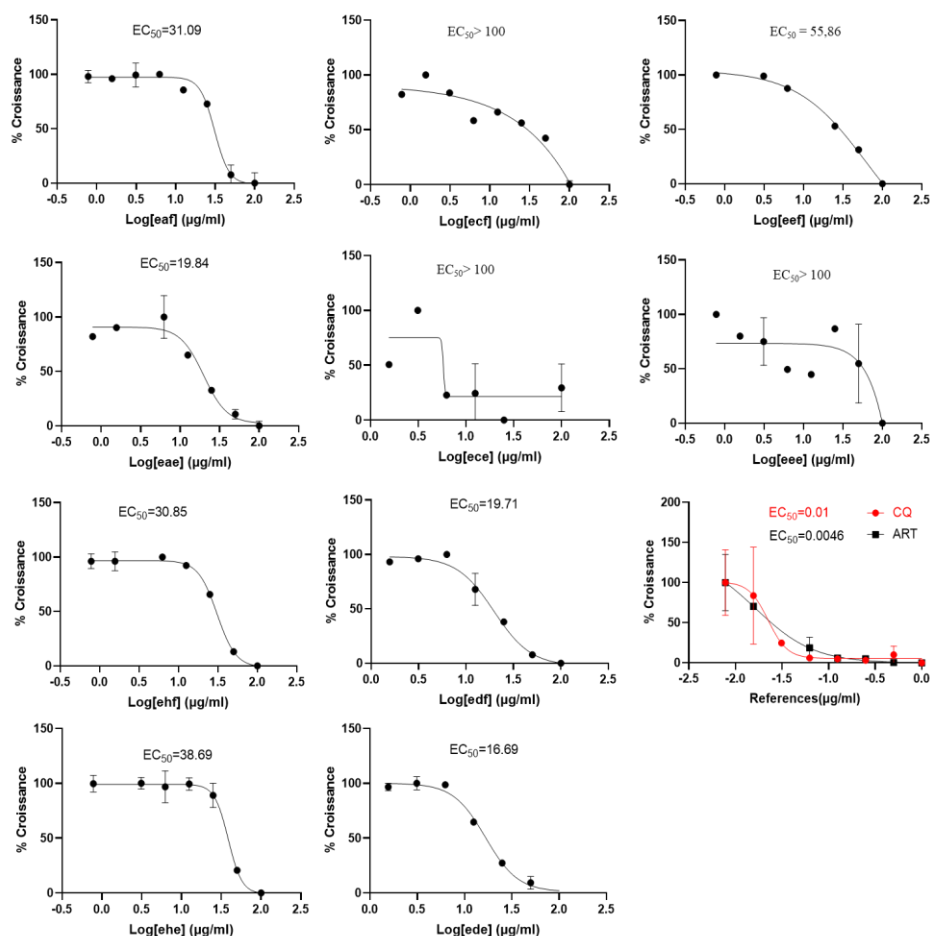 EC50=31.09
% Croissance
150
100
50
0
-0.5 0.0 0.5 1.0 1.5 2.0 2.5
Log[eaf] (µg/ml)
EC50> 100
% Croissance
150
100
50
0
-0.5 0.0 0.5 1.0 1.5 2.0 2.5
Log[ecf] (µg/ml)
EC50 = 55,86
% Croissance
150
100
50
0
-0.5 0.0 0.5 1.0 1.5 2.0 2.5
Log[eef] (µg/ml)
EC50=19.84
% Croissance
150
100
50
0
-0.5 0.0 0.5 1.0 1.5 2.0 2.5
Log[eae] (µg/ml)
EC50> 100
% Croissance
150
100
50
0
0.0 0.5 1.0 1.5 2.0 2.5
Log[ece] (µg/ml)
EC50> 100
% Croissance
150
100
50
0
-0.5 0.0 0.5 1.0 1.5 2.0 2.5
Log[eee] (µg/ml)
EC50=30.85
% Croissance
150
100
50
0
-0.5 0.0 0.5 1.0 1.5 2.0 2.5
Log[ehf] (µg/ml)
EC50=19.71
% Croissance
150
100
50
0
0.0 0.5 1.0 1.5 2.0 2.5
Log[edf] (µg/ml)
EC50=0.01 CQ
EC50=0.0046 ART
% Croissance
200
150
100
50
0
-2.5 -2.0 -1.5 -1.0 -0.5 0.0
References(µg/ml)
EC50=38.69
% Croissance
150
100
50
0
-0.5 0.0 0.5 1.0 1.5 2.0 2.5
Log[ehe] (µg/ml)
EC50=16.69
% Croissance
150
100
50
0
0.0 0.5 1.0 1.5 2.0 2.5
Log[ede] (µg/ml)